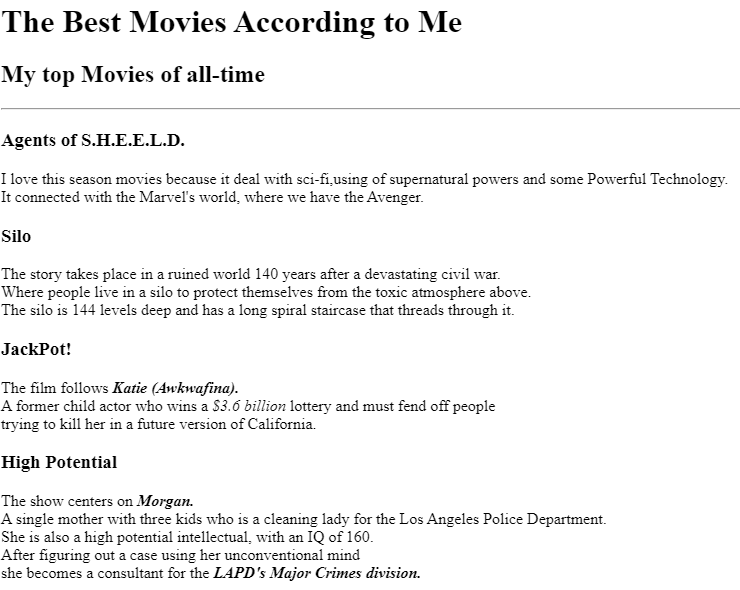 The Best Movies According to Me
My top Movies of all-time
Agents of S.H.E.E.L.D.
I love this season movies because it deal with sci-fi,using of supernatural powers and some Powerful Technology.
It connected with the Marvel's world, where we have the Avenger.
Silo
The story takes place in a ruined world 140 years after a devastating civil war.
Where people live in a silo to protect themselves from the toxic atmosphere above.
The silo is 144 levels deep and has a long spiral staircase that threads through it.
JackPot!
The film follows Katie (Awkwafina).
A former child actor who wins a $3.6 billion lottery and must fend off people
trying to kill her in a future version of California.
High Potential
The show centers on Morgan.
A single mother with three kids who is a cleaning lady for the Los Angeles Police Department.
She is also a high potential intellectual, with an IQ of 160.
After figuring out a case using her unconventional mind
she becomes a consultant for the LAPD's Major Crimes division.